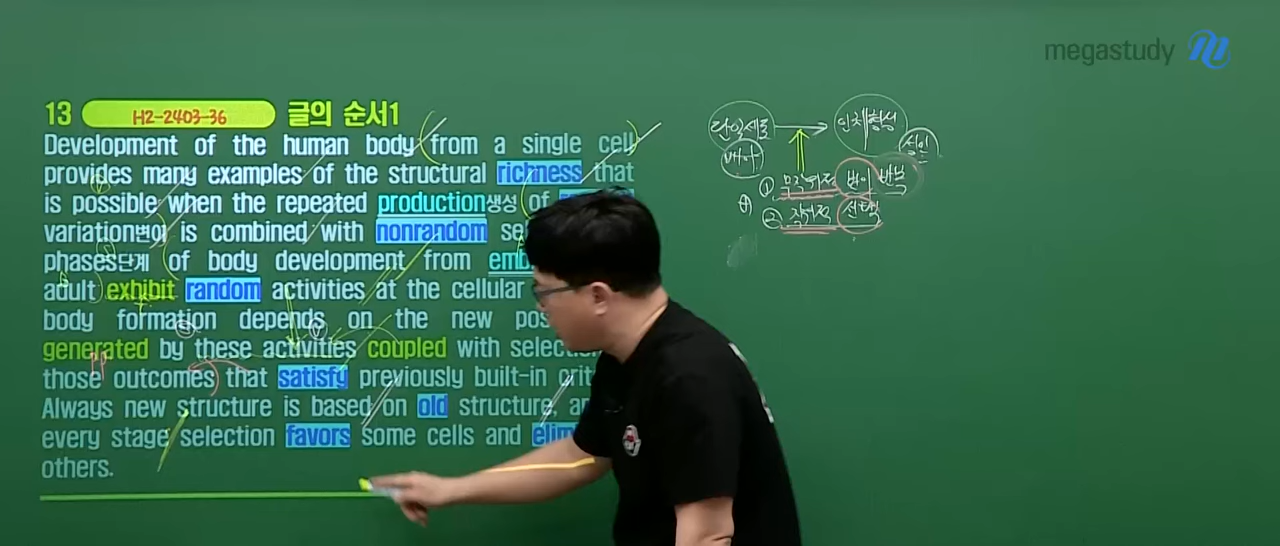 megastudy
13 H2-2403-36 글의 순서1
Development of the human body from a single cell
provides many examples of the structural richness that
is possible when the repeated production생성 of
variation변이 is combined with nonrandom
phases단계 of body development from
adult exhibit random activities at the cellular
body formation depends on the new
generated by these activities coupled with
those outcomes that satisfy previously built-in
Always new structure is based on old structure,
every stage selection favors some cells and
others.
단일세포 → 인체형성
배아 성인
① 무작위적 변이 반복
② 작위적 선택